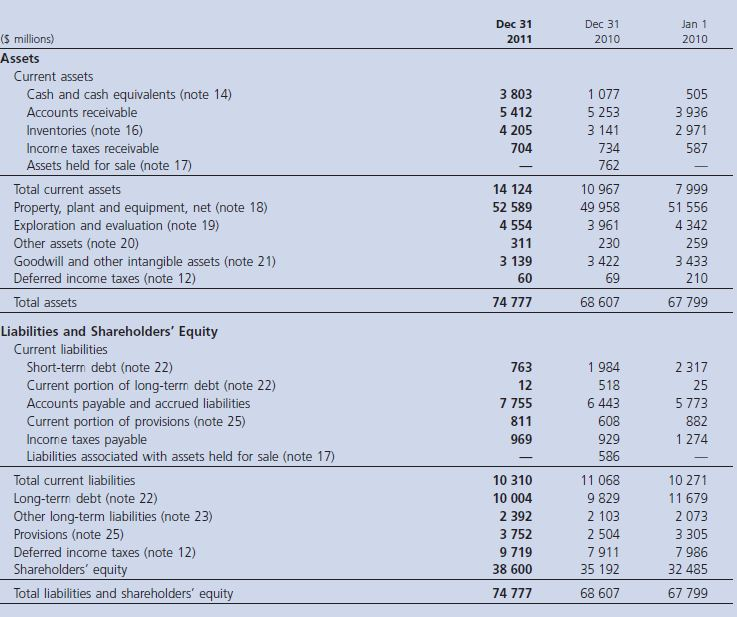 Dec 31 Dec 31 Jan 1
($ millions) 2011 2010 2010
Assets
Current assets
Cash and cash equivalents (note 14) 3 803 1 077 505
Accounts receivable 5 412 5 253 3 936
Inventories (note 16) 4 205 3 141 2 971
Income taxes receivable 704 734 587
Assets held for sale (note 17) — 762 —
Total current assets 14 124 10 967 7 999
Property, plant and equipment, net (note 18) 52 589 49 958 51 556
Exploration and evaluation (note 19) 4 554 3 961 4 342
Other assets (note 20) 311 230 259
Goodwill and other intangible assets (note 21) 3 139 3 422 3 433
Deferred income taxes (note 12) 60 69 210
Total assets 74 777 68 607 67 799
Liabilities and Shareholders' Equity
Current liabilities
Short-term debt (note 22) 763 1 984 2 317
Current portion of long-term debt (note 22) 12 518 25
Accounts payable and accrued liabilities 7 755 6 443 5 773
Current portion of provisions (note 25) 811 608 882
Income taxes payable 969 929 1 274
Liabilities associated with assets held for sale (note 17) — 586 —
Total current liabilities 10 310 11 068 10 271
Long-term debt (note 22) 10 004 9 829 11 679
Other long-term liabilities (note 23) 2 392 2 103 2 073
Provisions (note 25) 3 752 2 504 3 305
Deferred income taxes (note 12) 9 719 7 911 7 986
Shareholders' equity 38 600 35 192 32 485
Total liabilities and shareholders' equity 74 777 68 607 67 799